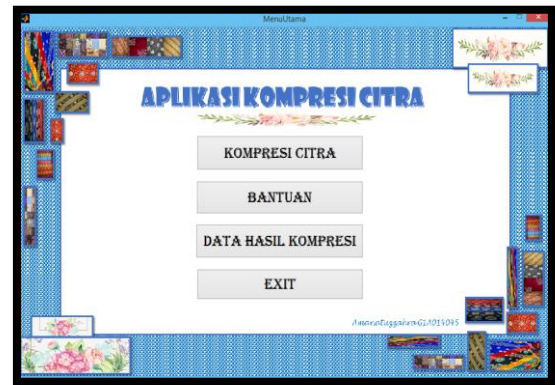 MenuUtama
APLIKASI KOMPRESI CITRA
KOMPRESI CITRA
BANTUAN
DATA HASIL KOMPRESI
EXIT